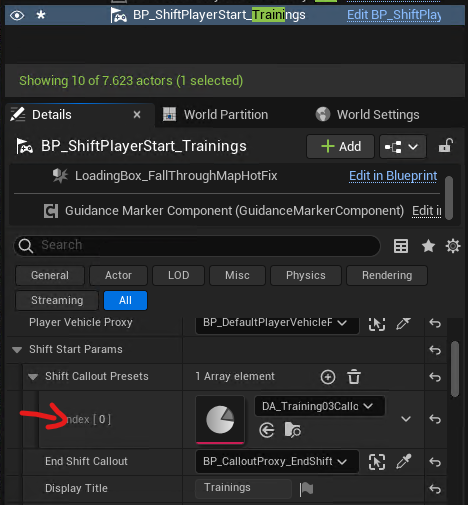 BP_ShiftPlayerStart_Trainings Edit BP_ShiftPlay
Showing 10 of 7.623 actors (1 selected)
Details World Partition World Settings
BP_ShiftPlayerStart_Trainings Add
LoadingBox_FallThroughMapHotFix Edit in Blueprint
Guidance Marker Component (GuidanceMarkerComponent) Edit in
Search
General Actor LOD Misc Physics Rendering
Streaming All
Player Vehicle Proxy BP_DefaultPlayerVehicleF
Shift Start Params
Shift Callout Presets 1 Array element
Index [ 0 ] DA_Training03Callo
End Shift Callout BP_CalloutProxy_EndShift
Display Title Trainings